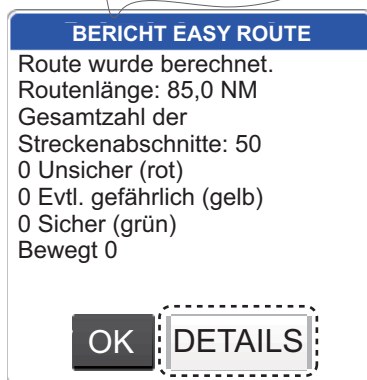 BERICHT EASY ROUTE
Route wurde berechnet.
Routenlänge: 85,0 NM
Gesamtzahl der
Streckenabschnitte: 50
0 Unsicher (rot)
0 Evtl. gefährlich (gelb)
0 Sicher (grün)
Bewegt 0
OK DETAILS